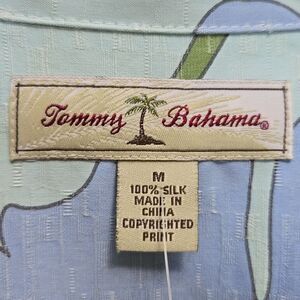 Tommy Bahama®
M
100% SILK
MADE IN
CHINA
COPYRIGHTED
PRINT